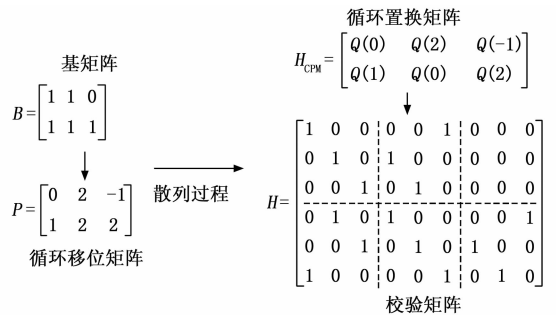 基矩阵
B=
1 1 0
1 1 1
P=
0 2 -1
1 2 2
循环移位矩阵
散列过程
循环置换矩阵
H_CPM=
Q(0) Q(2) Q(-1)
Q(1) Q(0) Q(2)
H=
1 0 0 0 0 1 0 0 0
0 1 0 1 0 0 0 0 0
0 0 1 0 1 0 0 0 0
0 1 0 1 0 0 0 0 1
0 0 1 0 1 0 1 0 0
1 0 0 0 0 1 0 1 0
校验矩阵